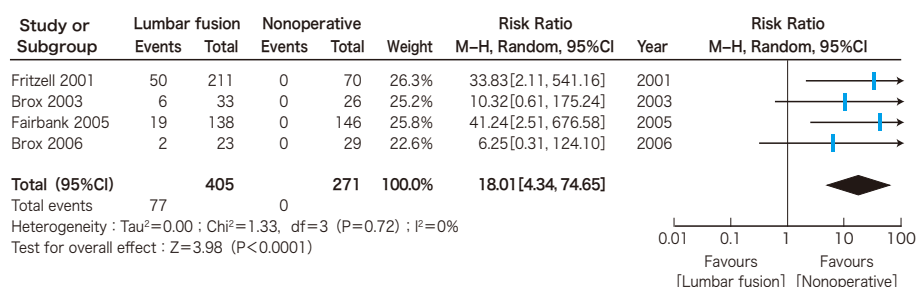 Study or Lumbar fusion Nonoperative Risk Ratio Risk Ratio
Subgroup Events Total Events Total Weight M–H, Random, 95%CI Year M–H, Random, 95%CI
Fritzell 2001 50 211 0 70 26.3% 33.83[2.11, 541.16] 2001
Brox 2003 6 33 0 26 25.2% 10.32[0.61, 175.24] 2003
Fairbank 2005 19 138 0 146 25.8% 41.24[2.51, 676.58] 2005
Brox 2006 2 23 0 29 22.6% 6.25[0.31, 124.10] 2006
Total (95%CI) 405 271 100.0% 18.01[4.34, 74.65]
Total events 77 0
Heterogeneity : Tau²=0.00 ; Chi²=1.33, df=3 (P=0.72) ; I²=0%
Test for overall effect : Z=3.98 (P<0.0001)
0.01 0.1 1 10 100
Favours Favours
[Lumbar fusion] [Nonoperative]